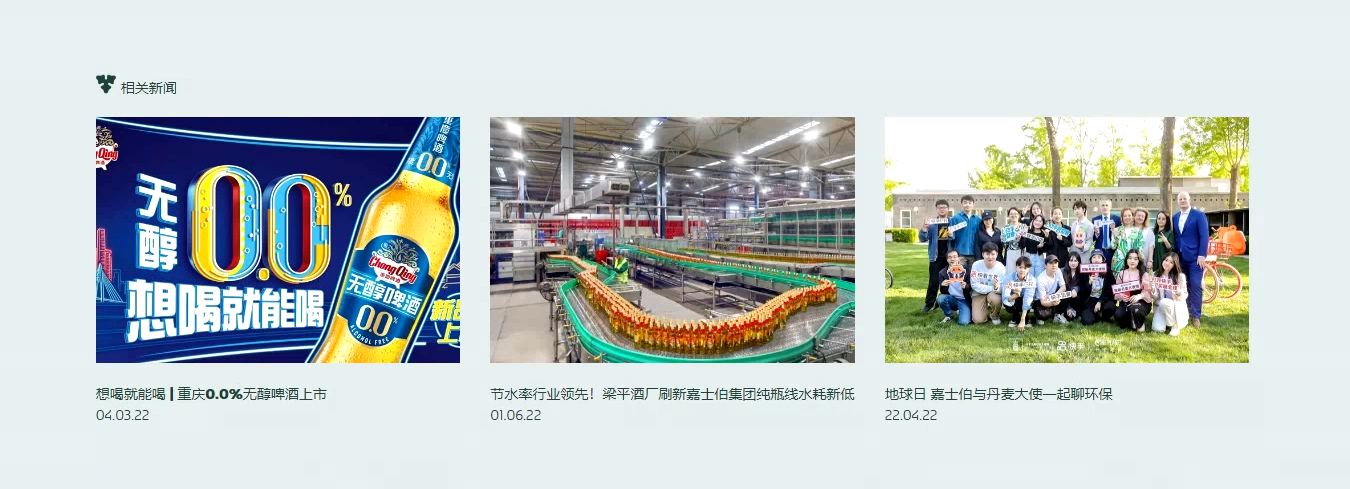 相关新闻
无醇
0.0%
想喝就能喝
0.0
ChongQing
无醇啤酒
0.0%
ALCOHOL FREE
想喝就能喝 | 重庆0.0%无醇啤酒上市
04.03.22
节水率行业领先！梁平酒厂刷新嘉士伯集团纯瓶线水耗新低
01.06.22
地球日 嘉士伯与丹麦大使一起聊环保
22.04.22